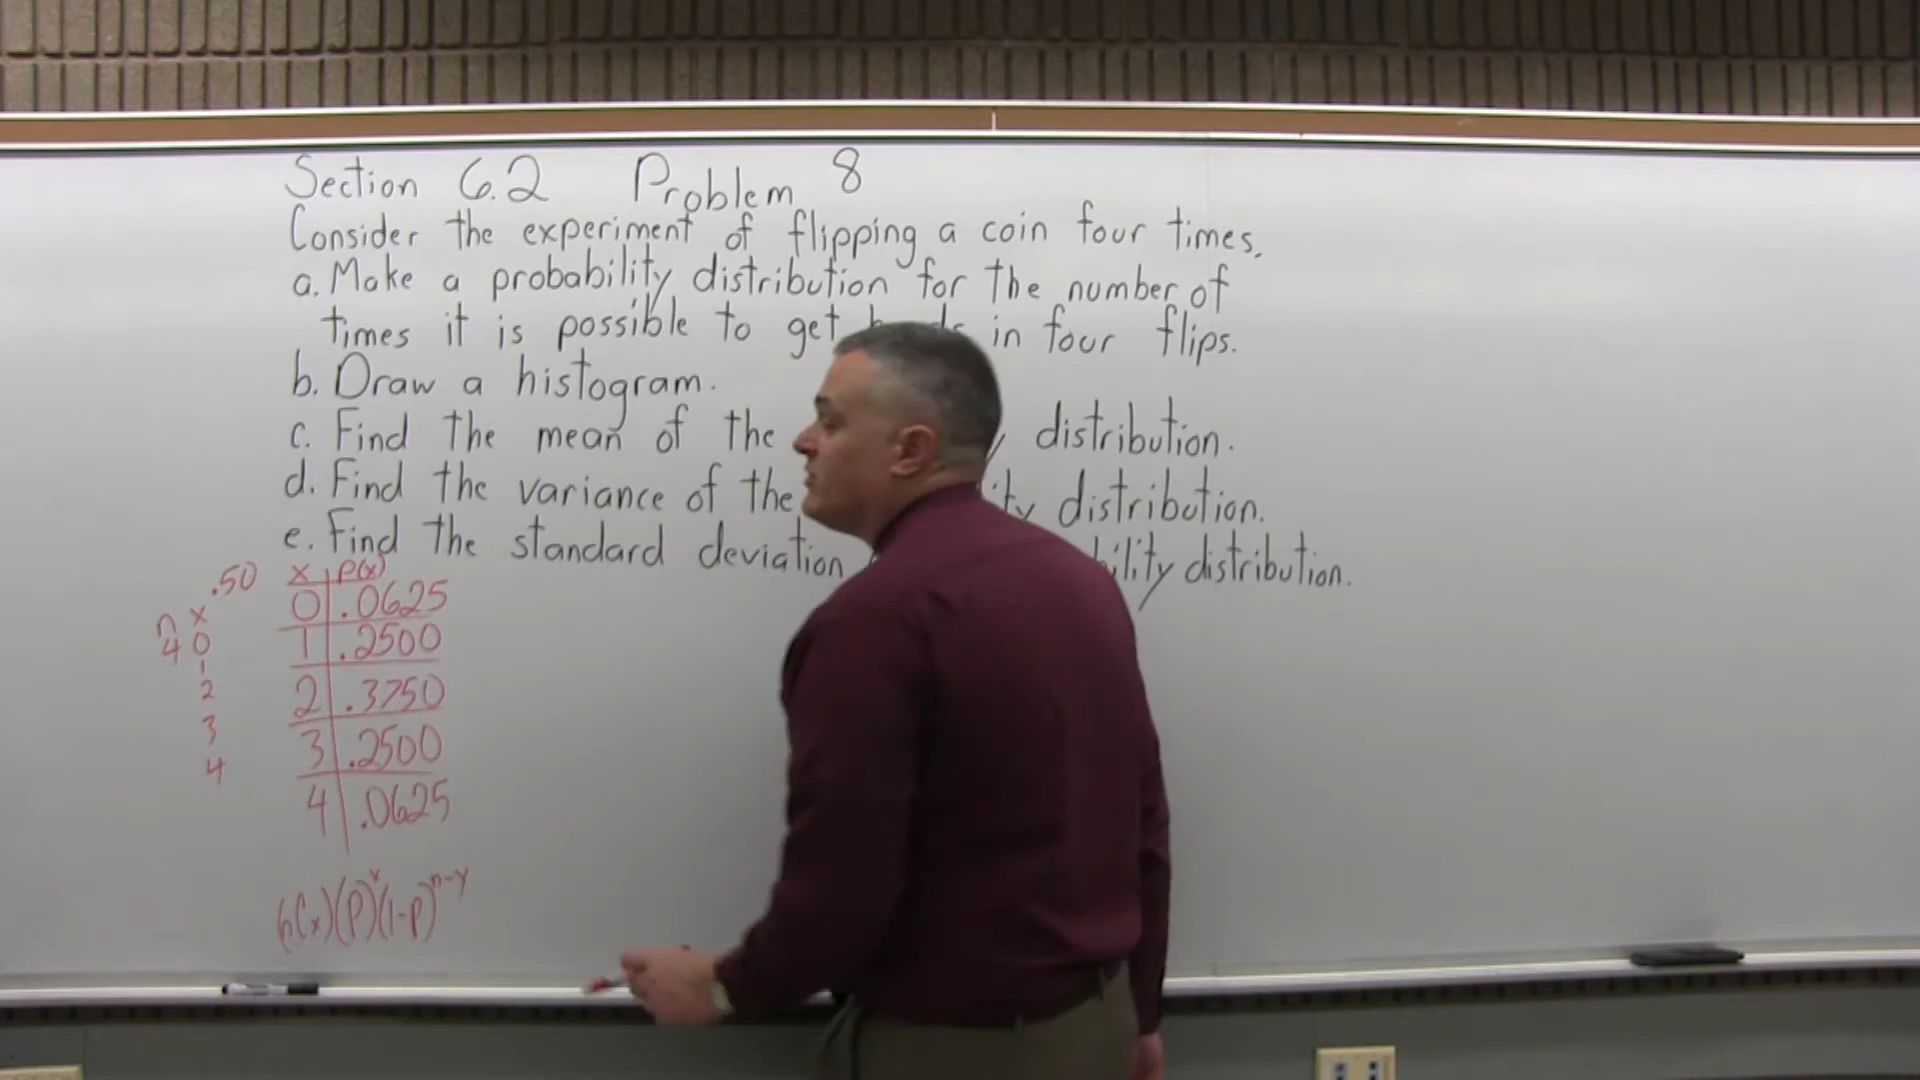 Section 6.2 Problem 8
Consider the experiment of flipping a coin four times.
a. Make a probability distribution for the number of
times it is possible to get in four flips.
b. Draw a histogram.
c. Find the mean of the distribution.
d. Find the variance of the distribution.
e. Find the standard deviation distribution.
.50
n x
4 0
1
2
3
4
x P(x)
0 .0625
1 .2500
2 .3750
3 .2500
4 .0625
(nCx)(p)ˣ(1-p)ⁿ⁻ˣ